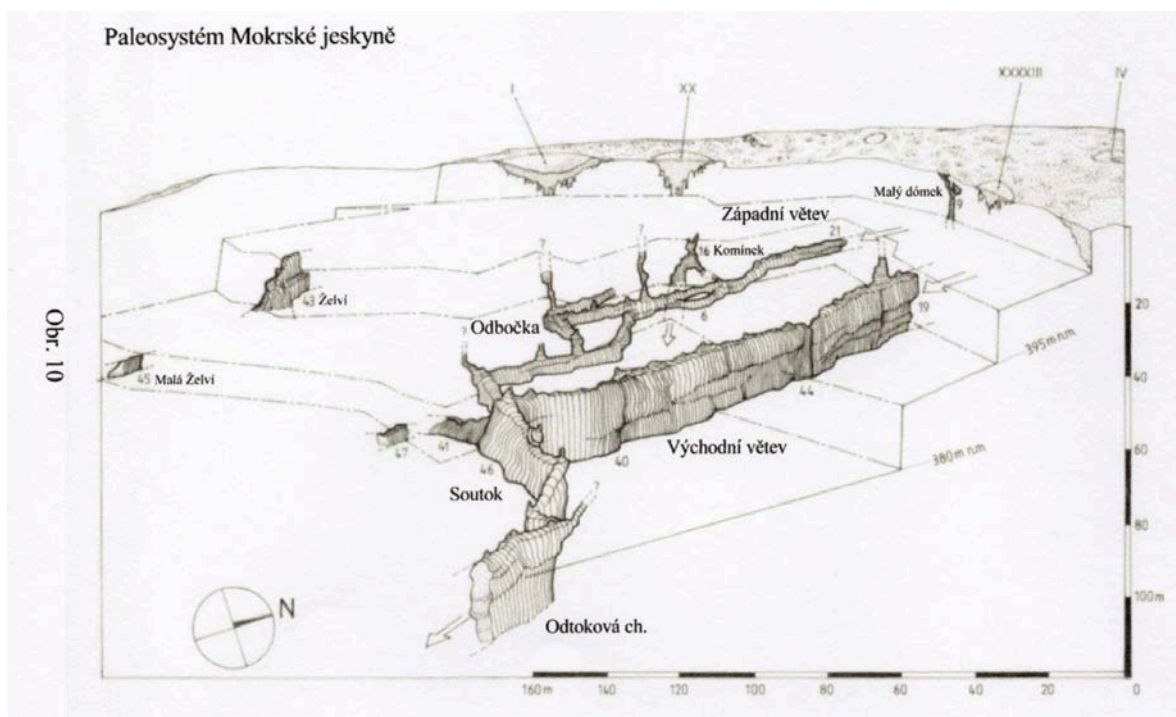 Paleosystém Mokrské jeskyně
I
XX
XXXXIII
IV
Malý dómek
9
Západní větev
21
?
?
16 Komínek
43 Želví
6
19
Odbočka
?
20
395 m n.m.
45 Malá Želví
40
44
41
47
46
40
Východní větev
380 m n.m.
60
Soutok
?
80
100 m
N
Odtoková ch.
160 m 140 120 100 80 60 40 20 0
Obr. 10